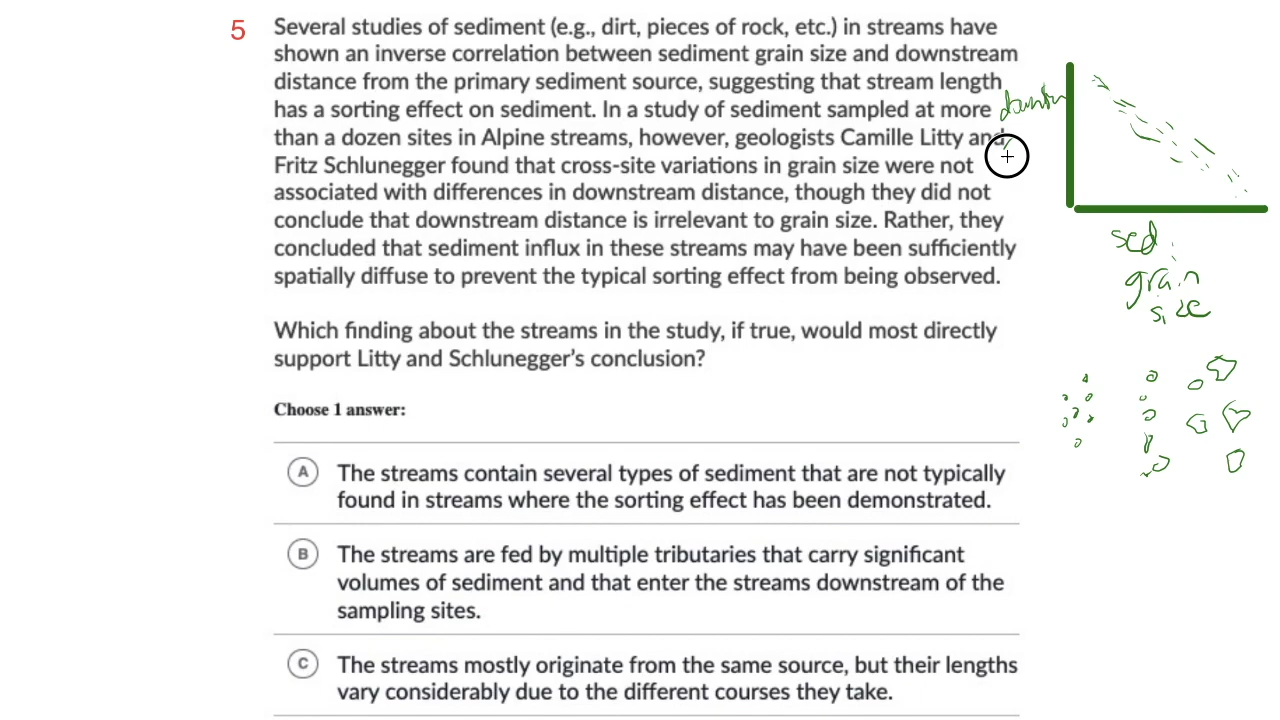 5
Several studies of sediment (e.g., dirt, pieces of rock, etc.) in streams have
shown an inverse correlation between sediment grain size and downstream
distance from the primary sediment source, suggesting that stream length
has a sorting effect on sediment. In a study of sediment sampled at more
than a dozen sites in Alpine streams, however, geologists Camille Litty and
Fritz Schlunegger found that cross-site variations in grain size were not
associated with differences in downstream distance, though they did not
conclude that downstream distance is irrelevant to grain size. Rather, they
concluded that sediment influx in these streams may have been sufficiently
spatially diffuse to prevent the typical sorting effect from being observed.
Which finding about the streams in the study, if true, would most directly
support Litty and Schlunegger's conclusion?
Choose 1 answer:
A The streams contain several types of sediment that are not typically
found in streams where the sorting effect has been demonstrated.
B The streams are fed by multiple tributaries that carry significant
volumes of sediment and that enter the streams downstream of the
sampling sites.
C The streams mostly originate from the same source, but their lengths
vary considerably due to the different courses they take.
sed
grain
size